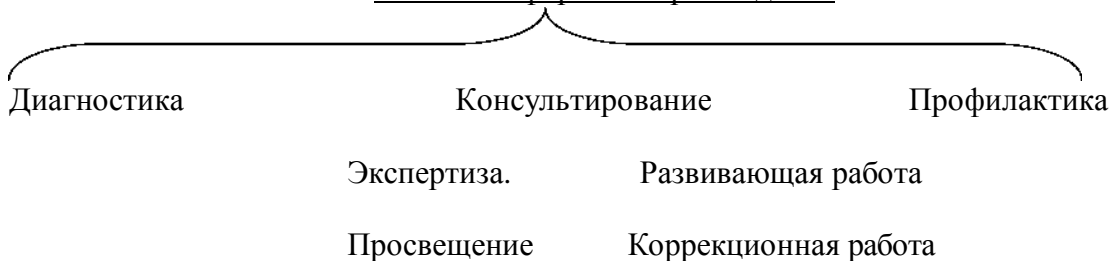 Диагностика Консультирование Профилактика
Экспертиза. Развивающая работа
Просвещение Коррекционная работа